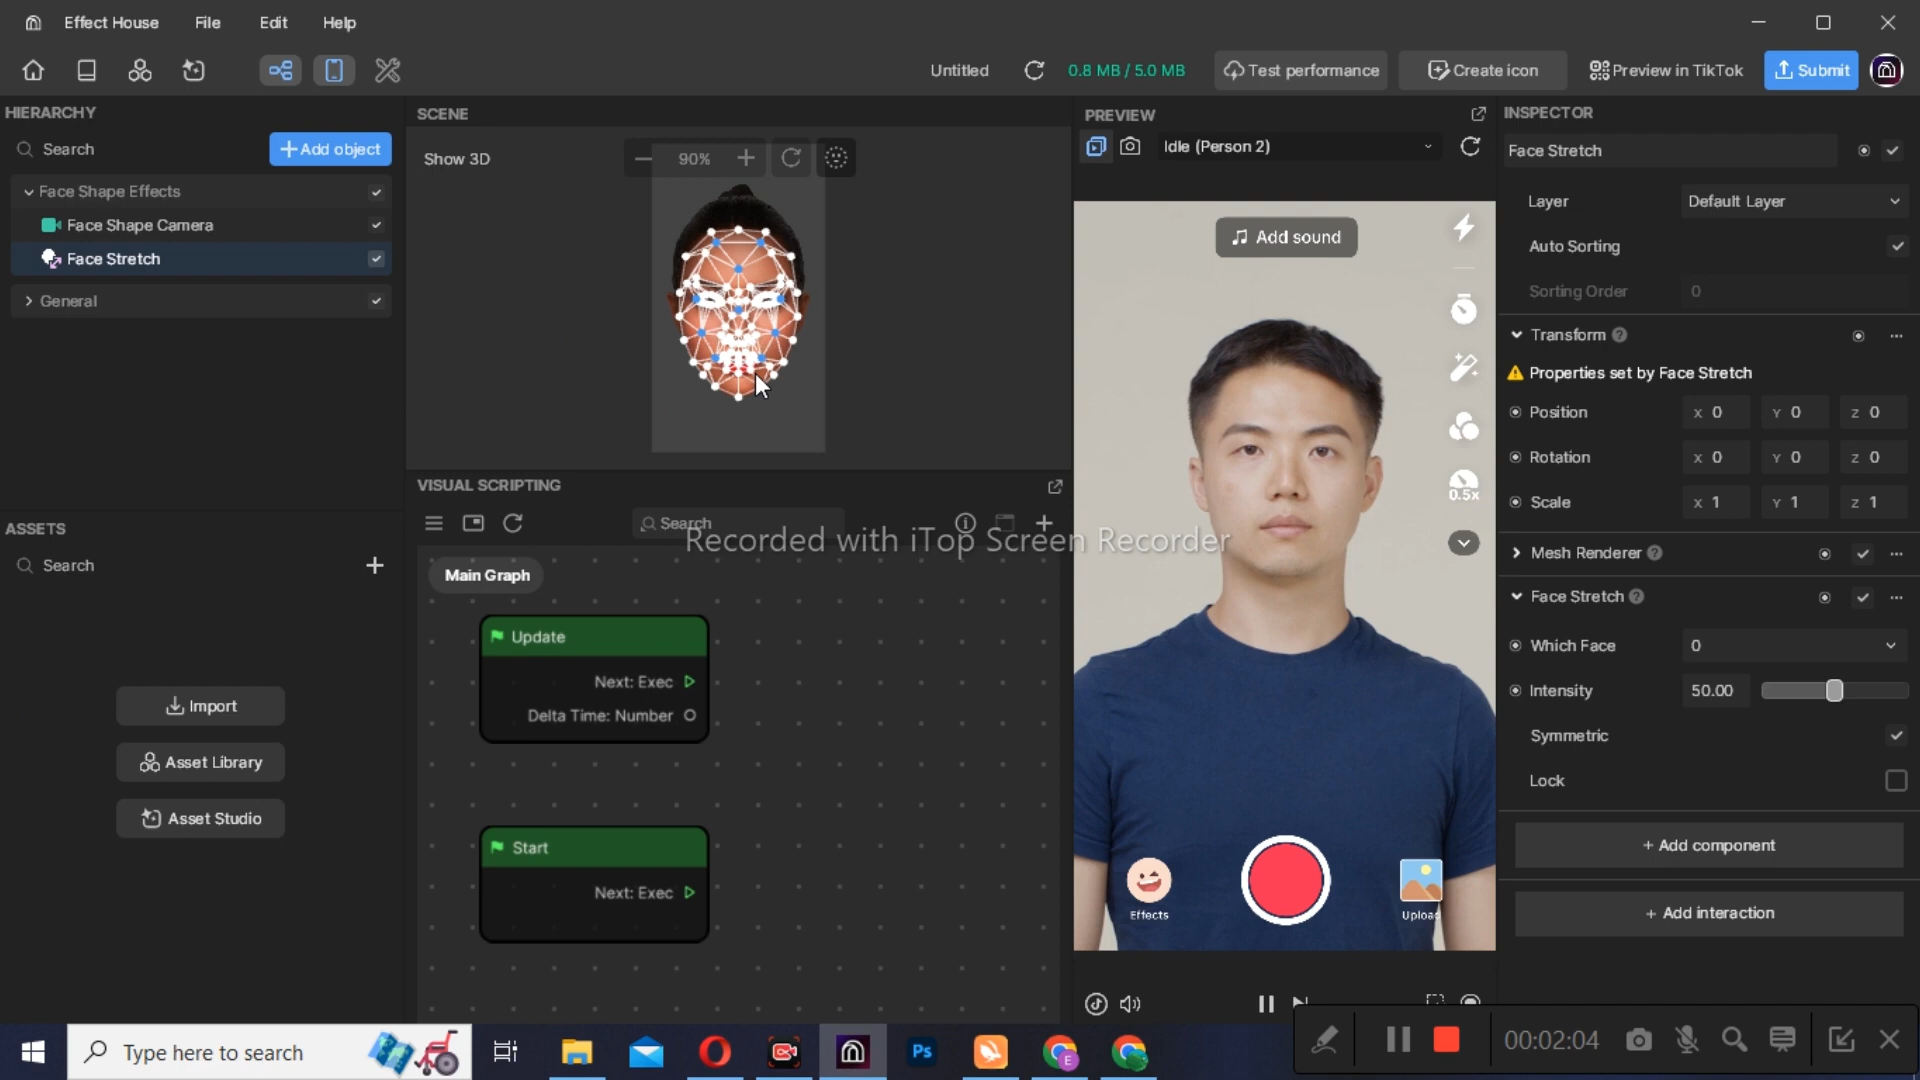 Effect House File Edit Help
Untitled 0.8 MB / 5.0 MB Test performance Create icon Preview in TikTok Submit
HIERARCHY
Search +Add object
Face Shape Effects
Face Shape Camera
Face Stretch
General
ASSETS
Search
Import
Asset Library
Asset Studio
SCENE
Show 3D 90%
VISUAL SCRIPTING
Search
Main Graph
Update
Next: Exec
Delta Time: Number
Start
Next: Exec
PREVIEW
Idle (Person 2)
Add sound
0.5x
Effects Upload
Recorded with iTop Screen Recorder
INSPECTOR
Face Stretch
Layer Default Layer
Auto Sorting
Sorting Order 0
Transform
Properties set by Face Stretch
Position X 0 Y 0 Z 0
Rotation X 0 Y 0 Z 0
Scale X 1 Y 1 Z 1
Mesh Renderer
Face Stretch
Which Face 0
Intensity 50.00
Symmetric
Lock
+ Add component
+ Add interaction
Type here to search Ps E 00:02:04